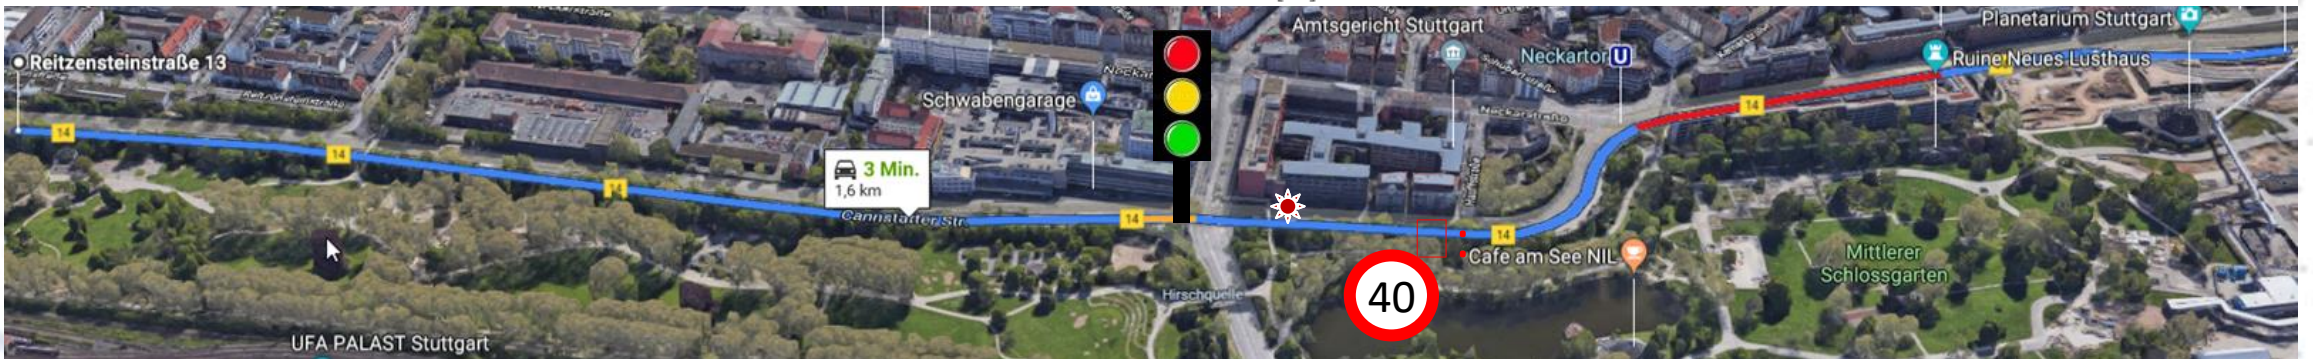 Planetarium Stuttgart
Amtsgericht Stuttgart
Neckartor U
Ruine Neues Lusthaus
Reitzensteinstraße 13
Schwabengarage
Neckarstraße
14
14
14
14
14
14
3 Min.
1,6 km
Cannstatter Str.
Cafe am See NIL
Mittlerer
Schlossgarten
Hirschquelle
40
UFA PALAST Stuttgart